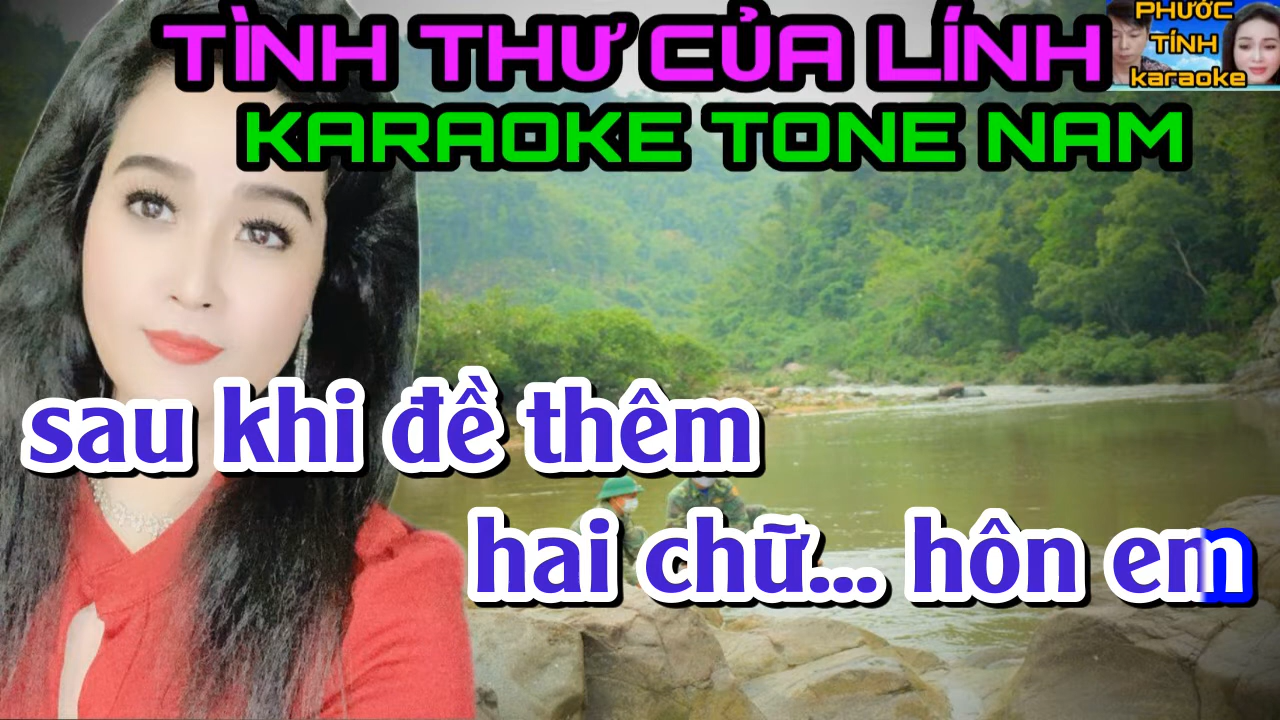 TÌNH THƯ CỦA LÍNH
KARAOKE TONE NAM
PHƯỚC
TÍNH
karaoke
sau khi đề thêm
hai chữ... hôn em